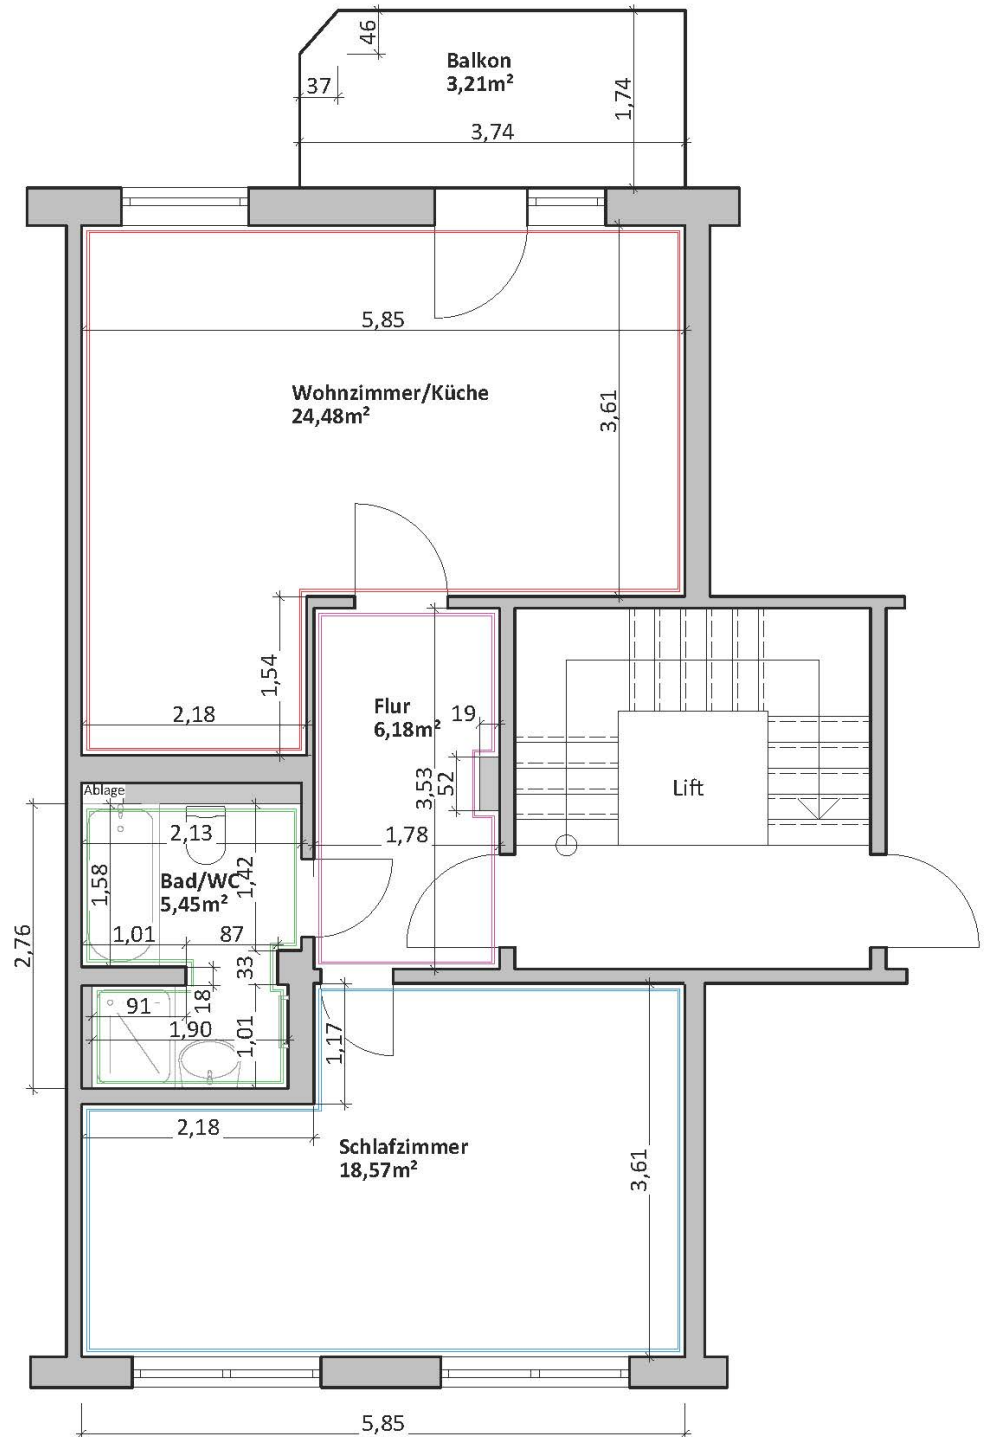 46
Balkon
3,21m²
37
1,74
3,74
5,85
Wohnzimmer/Küche
24,48m²
3,61
1,54
Flur
6,18m²
19
2,18
3,53
52
Lift
Ablage
2,13
1,78
1,58
1,42
Bad/WC
5,45m²
1,01
87
2,76
33
18
91
1,90
1,01
1,17
2,18
Schlafzimmer
18,57m²
3,61
5,85